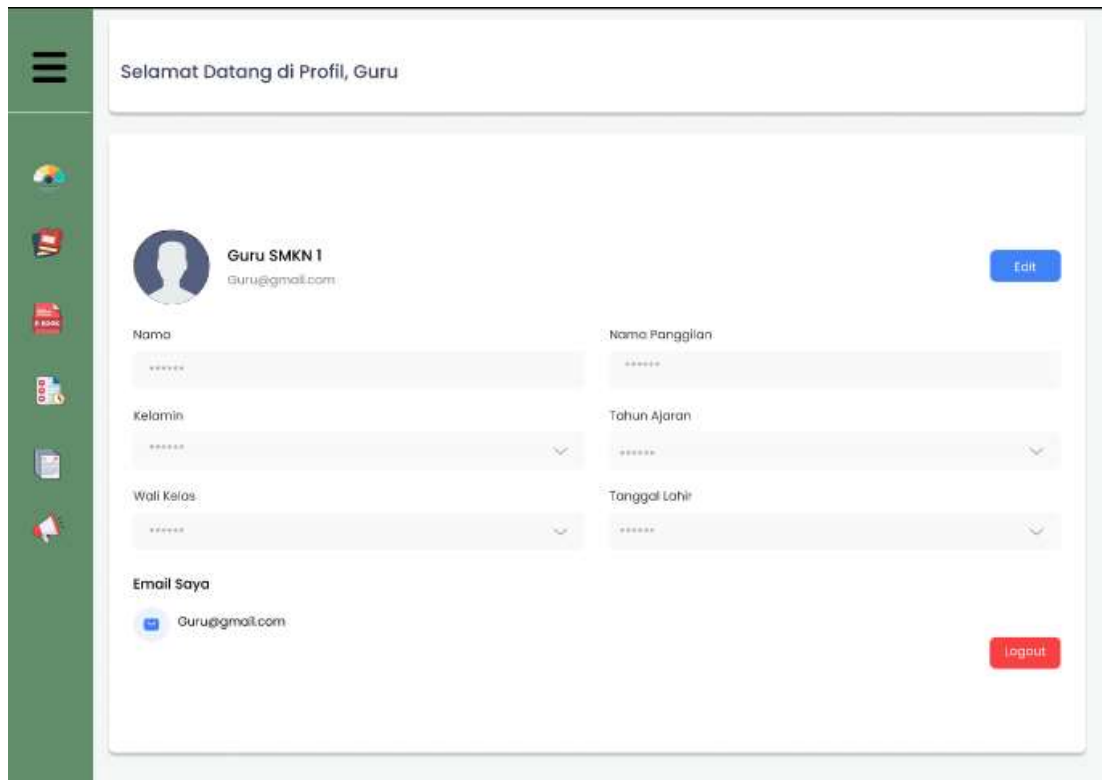 Selamat Datang di Profil, Guru
Guru SMKN 1
Guru@gmail.com
Edit
Nama
Nama Panggilan
******
******
Kelamin
Tahun Ajaran
******
******
Wali Kelas
Tanggal Lahir
******
******
Email Saya
Guru@gmail.com
Logout
E-BOOK